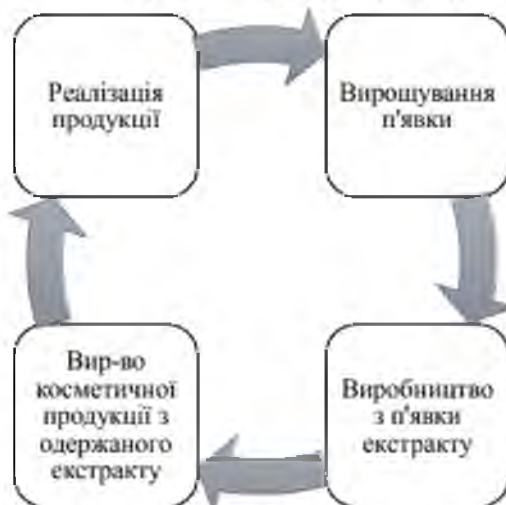 Реалізація
продукції
Вирощування
п'явки
Вир-во
косметичної
продукції з
одержаного
екстракту
Виробництво
з п'явки
екстракту